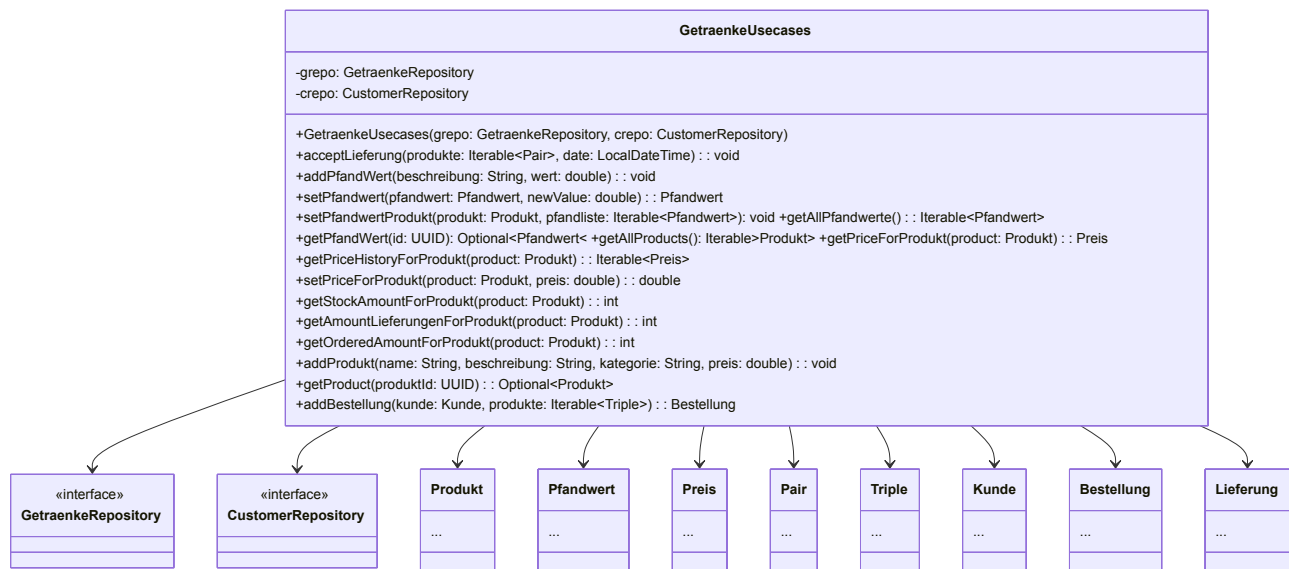 GetraenkeUsecases
-grepo: GetraenkeRepository
-crepo: CustomerRepository
+GetraenkeUsecases(grepo: GetraenkeRepository, crepo: CustomerRepository)
+acceptLieferung(produkte: Iterable<Pair>, date: LocalDateTime) : : void
+addPfandWert(beschreibung: String, wert: double) : : void
+setPfandwert(pfandwert: Pfandwert, newValue: double) : : Pfandwert
+setPfandwertProdukt(produkt: Produkt, pfandliste: Iterable<Pfandwert>): void +getAllPfandwerte() : : Iterable<Pfandwert>
+getPfandWert(id: UUID): Optional<Pfandwert< +getAllProducts(): Iterable>Produkt> +getPriceForProdukt(product: Produkt) : : Preis
+getPriceHistoryForProdukt(product: Produkt) : : Iterable<Preis>
+setPriceForProdukt(product: Produkt, preis: double) : : double
+getStockAmountForProdukt(product: Produkt) : : int
+getAmountLieferungenForProdukt(product: Produkt) : : int
+getOrderedAmountForProdukt(product: Produkt) : : int
+addProdukt(name: String, beschreibung: String, kategorie: String, preis: double) : : void
+getProduct(produktId: UUID) : : Optional<Produkt>
+addBestellung(kunde: Kunde, produkte: Iterable<Triple>) : : Bestellung
«interface»
GetraenkeRepository
«interface»
CustomerRepository
Produkt
...
Pfandwert
...
Preis
...
Pair
...
Triple
...
Kunde
...
Bestellung
...
Lieferung
...